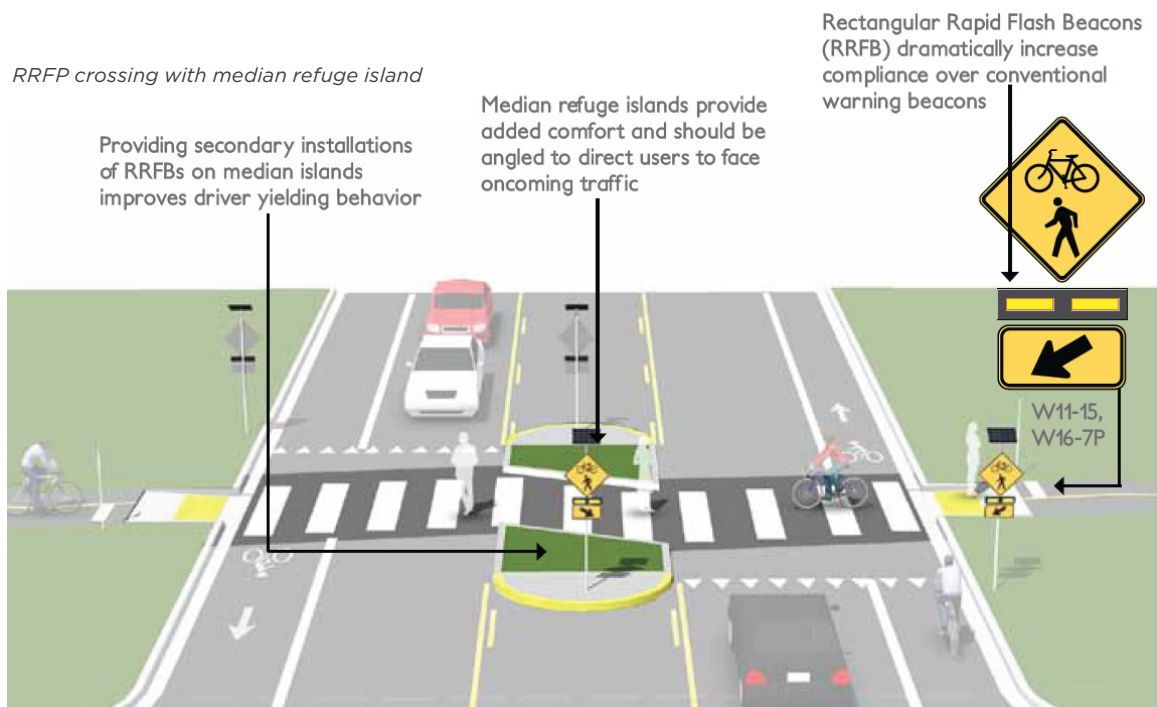 RRFP crossing with median refuge island
Providing secondary installations
of RRFBs on median islands
improves driver yielding behavior
Median refuge islands provide
added comfort and should be
angled to direct users to face
oncoming traffic
Rectangular Rapid Flash Beacons
(RRFB) dramatically increase
compliance over conventional
warning beacons
W11-15,
W16-7P